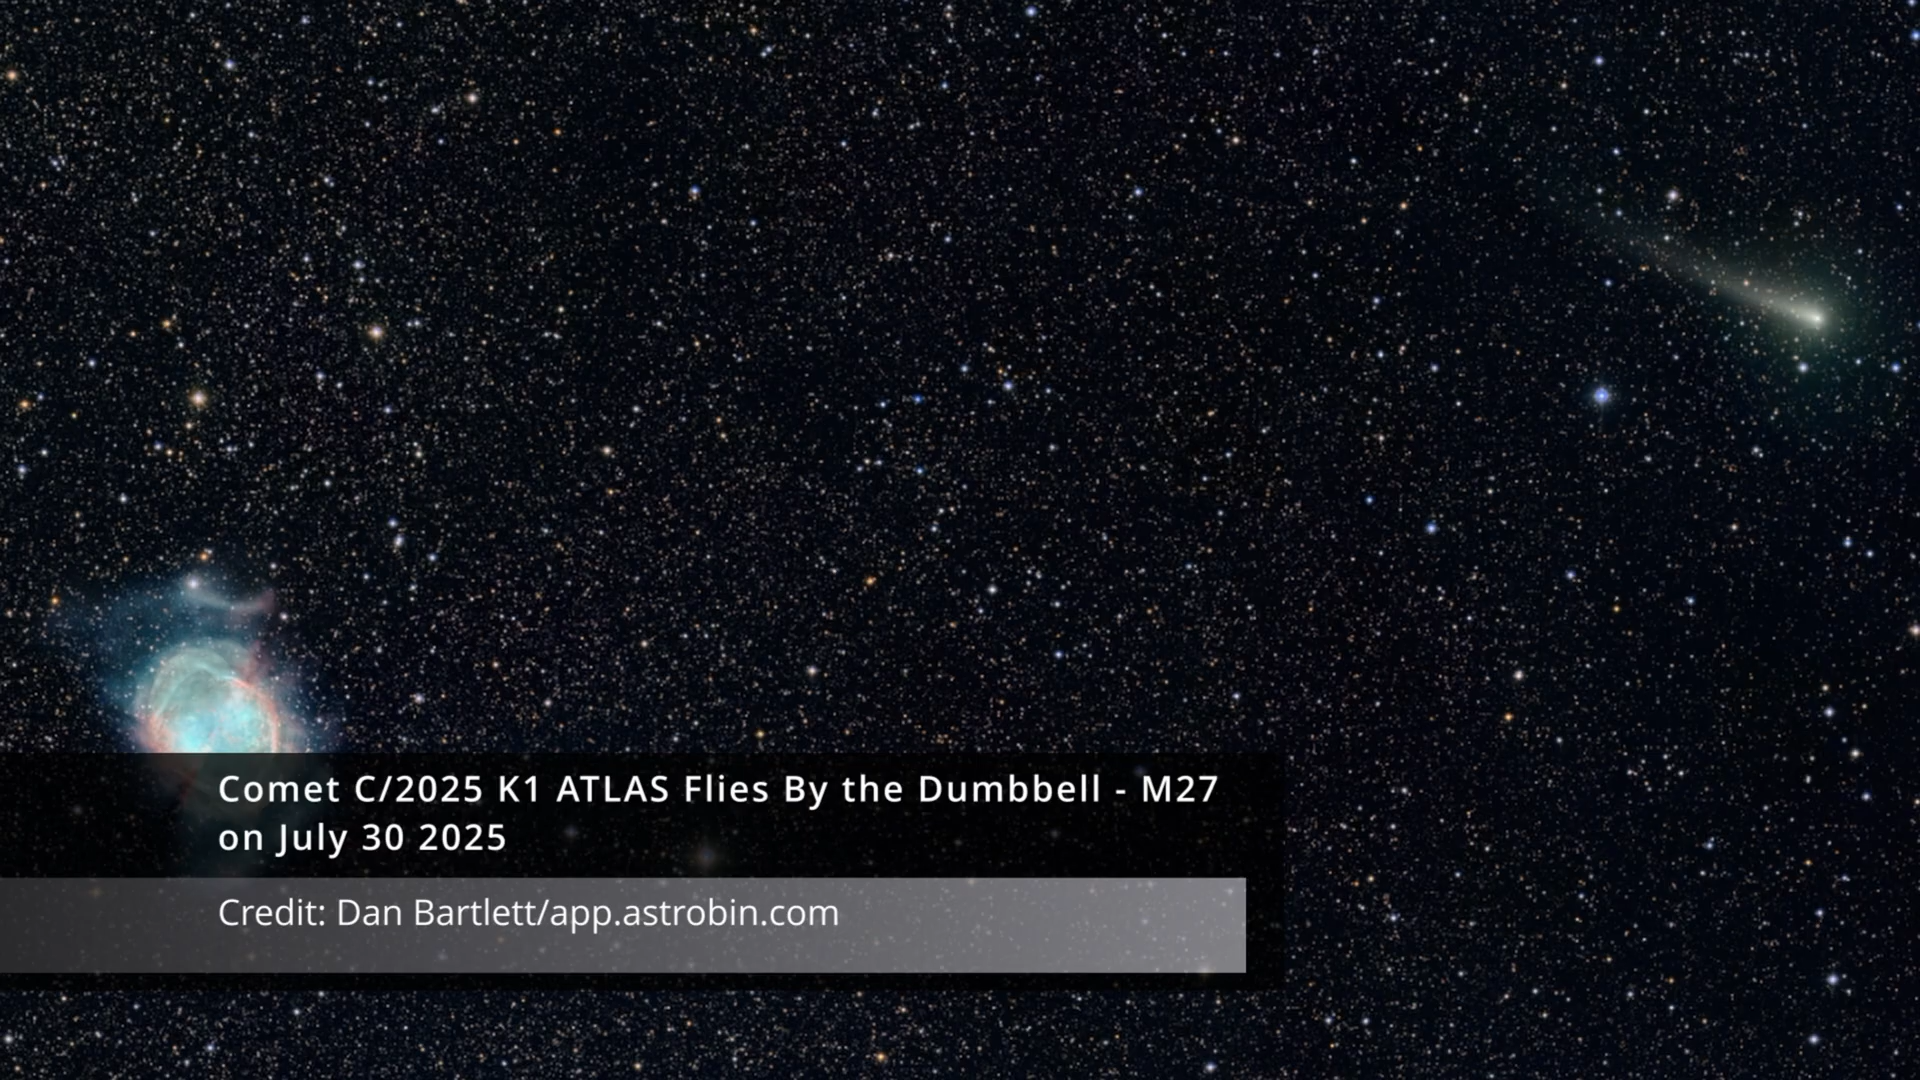 Comet C/2025 K1 ATLAS Flies By the Dumbbell - M27
on July 30 2025
Credit: Dan Bartlett/app.astrobin.com